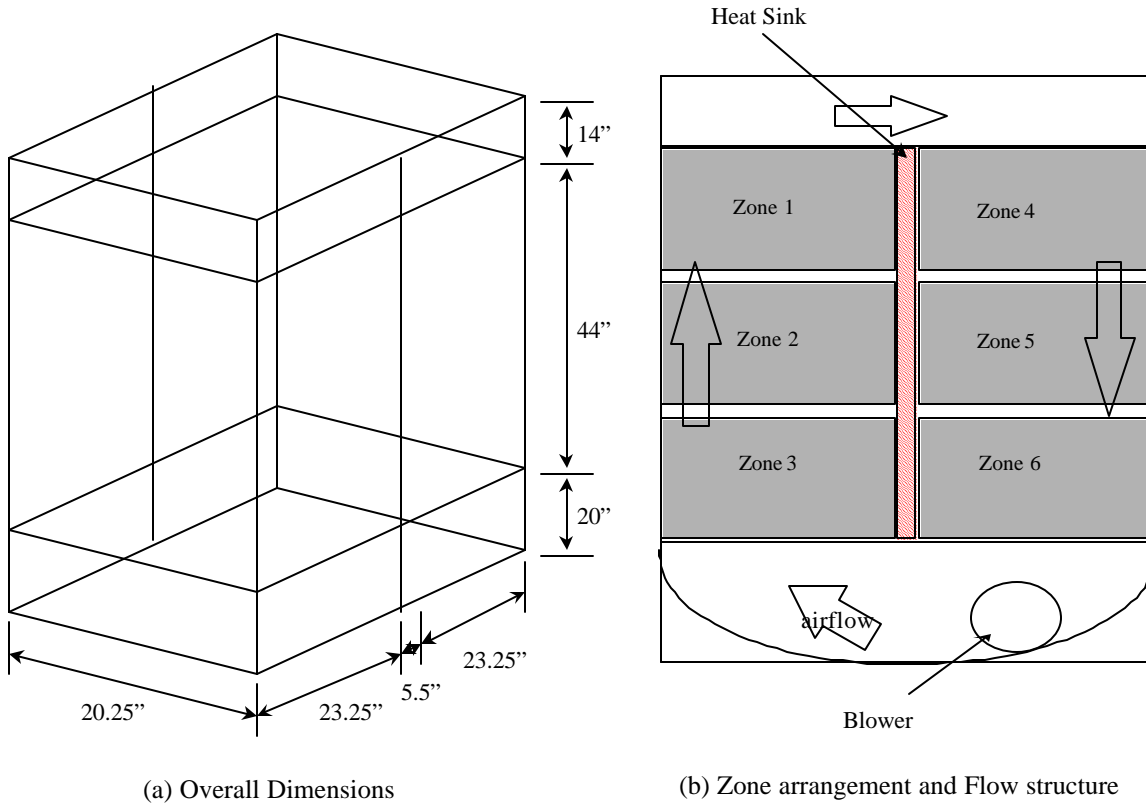 Heat Sink
14”
44”
20”
23.25”
5.5”
23.25”
20.25”
Zone 1
Zone 4
Zone 2
Zone 5
Zone 3
Zone 6
airflow
Blower
(a) Overall Dimensions
(b) Zone arrangement and Flow structure